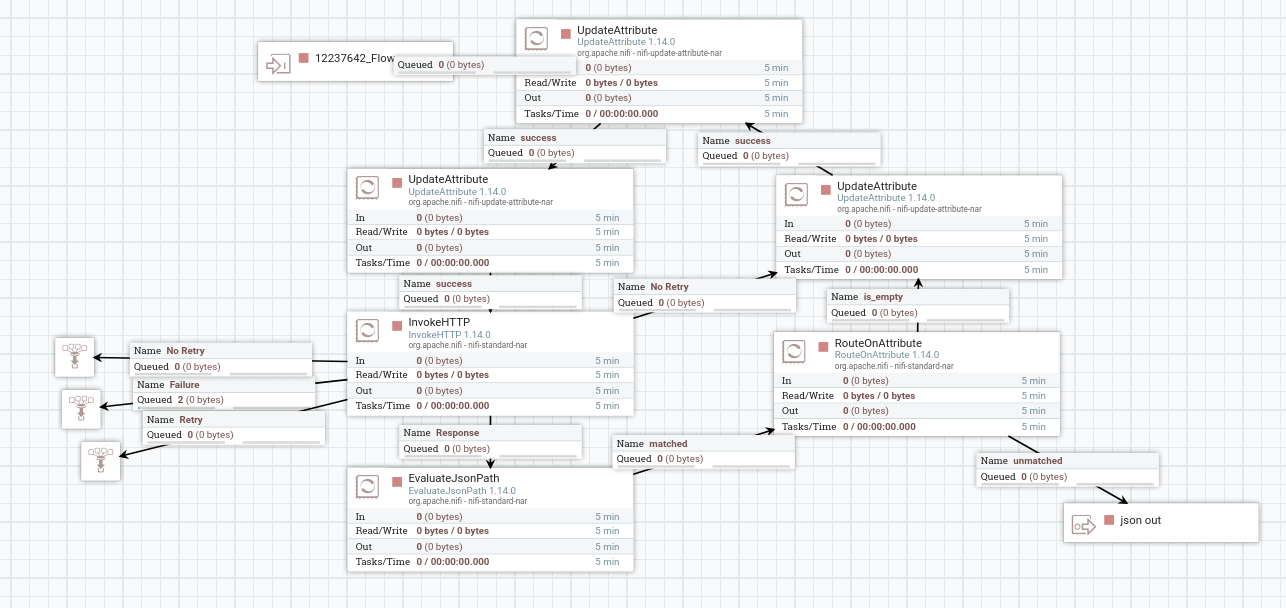 12237642_Flow
Queued 0 (0 bytes)
UpdateAttribute
UpdateAttribute 1.14.0
org.apache.nifi - nifi-update-attribute-nar
0 (0 bytes) 5 min
Read/Write 0 bytes / 0 bytes 5 min
Out 0 (0 bytes) 5 min
Tasks/Time 0 / 00:00:00.000 5 min
Name success
Queued 0 (0 bytes)
Name success
Queued 0 (0 bytes)
UpdateAttribute
UpdateAttribute 1.14.0
org.apache.nifi - nifi-update-attribute-nar
In 0 (0 bytes) 5 min
Read/Write 0 bytes / 0 bytes 5 min
Out 0 (0 bytes) 5 min
Tasks/Time 0 / 00:00:00.000 5 min
UpdateAttribute
UpdateAttribute 1.14.0
org.apache.nifi - nifi-update-attribute-nar
In 0 (0 bytes) 5 min
Read/Write 0 bytes / 0 bytes 5 min
Out 0 (0 bytes) 5 min
Tasks/Time 0 / 00:00:00.000 5 min
Name success
Queued 0 (0 bytes)
Name No Retry
Queued 0 (0 bytes)
Name is_empty
Queued 0 (0 bytes)
InvokeHTTP
InvokeHTTP 1.14.0
org.apache.nifi - nifi-standard-nar
In 0 (0 bytes) 5 min
Read/Write 0 bytes / 0 bytes 5 min
Out 0 (0 bytes) 5 min
Tasks/Time 0 / 00:00:00.000 5 min
Name No Retry
Queued 0 (0 bytes)
Name Failure
Queued 2 (0 bytes)
Name Retry
Queued 0 (0 bytes)
RouteOnAttribute
RouteOnAttribute 1.14.0
org.apache.nifi - nifi-standard-nar
In 0 (0 bytes) 5 min
Read/Write 0 bytes / 0 bytes 5 min
Out 0 (0 bytes) 5 min
Tasks/Time 0 / 00:00:00.000 5 min
Name Response
Queued 0 (0 bytes)
Name matched
Queued 0 (0 bytes)
Name unmatched
Queued 0 (0 bytes)
EvaluateJsonPath
EvaluateJsonPath 1.14.0
org.apache.nifi - nifi-standard-nar
In 0 (0 bytes) 5 min
Read/Write 0 bytes / 0 bytes 5 min
Out 0 (0 bytes) 5 min
Tasks/Time 0 / 00:00:00.000 5 min
json out